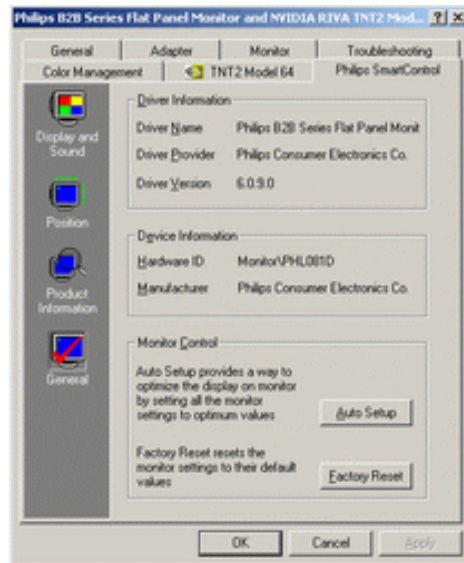 Philips B2B Series Flat Panel Monitor and NVIDIA RIVA TNT2 Mod... ? X
General Adapter Monitor Troubleshooting
Color Management TNT2 Model 64 Philips SmartControl
Display and
Sound
Position
Product
Information
General
Driver Information
Driver Name Philips B2B Series Flat Panel Monit
Driver Provider Philips Consumer Electronics Co.
Driver Version 6.0.9.0
Device Information
Hardware ID Monitor\PHL081D
Manufacturer Philips Consumer Electronics Co.
Monitor Control
Auto Setup provides a way to
optimize the display on monitor
by setting all the monitor
settings to optimum values
Auto Setup
Factory Reset resets the
monitor settings to their default
values
Factory Reset
OK Cancel Apply